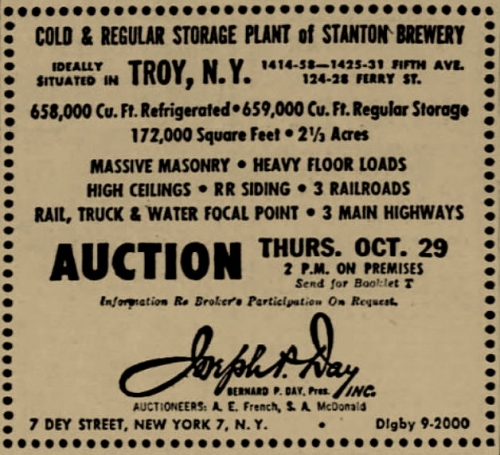 COLD & REGULAR STORAGE PLANT of STANTON BREWERY
IDEALLY SITUATED IN TROY, N.Y. 1414-58—1425-31 FIFTH AVE. 124-28 FERRY ST.
658,000 Cu. Ft. Refrigerated • 659,000 Cu. Ft. Regular Storage
172,000 Square Feet • 2⅓ Acres
MASSIVE MASONRY • HEAVY FLOOR LOADS
HIGH CEILINGS • RR SIDING • 3 RAILROADS
RAIL, TRUCK & WATER FOCAL POINT • 3 MAIN HIGHWAYS
AUCTION THURS. OCT. 29
2 P.M. ON PREMISES
Send for Booklet T
Information Re Broker's Participation On Request.
Joseph P. Day INC.
BERNARD P. DAY, Pres.
AUCTIONEERS: A. E. French, S. A. McDonald
7 DEY STREET, NEW YORK 7, N. Y. • DIgby 9-2000